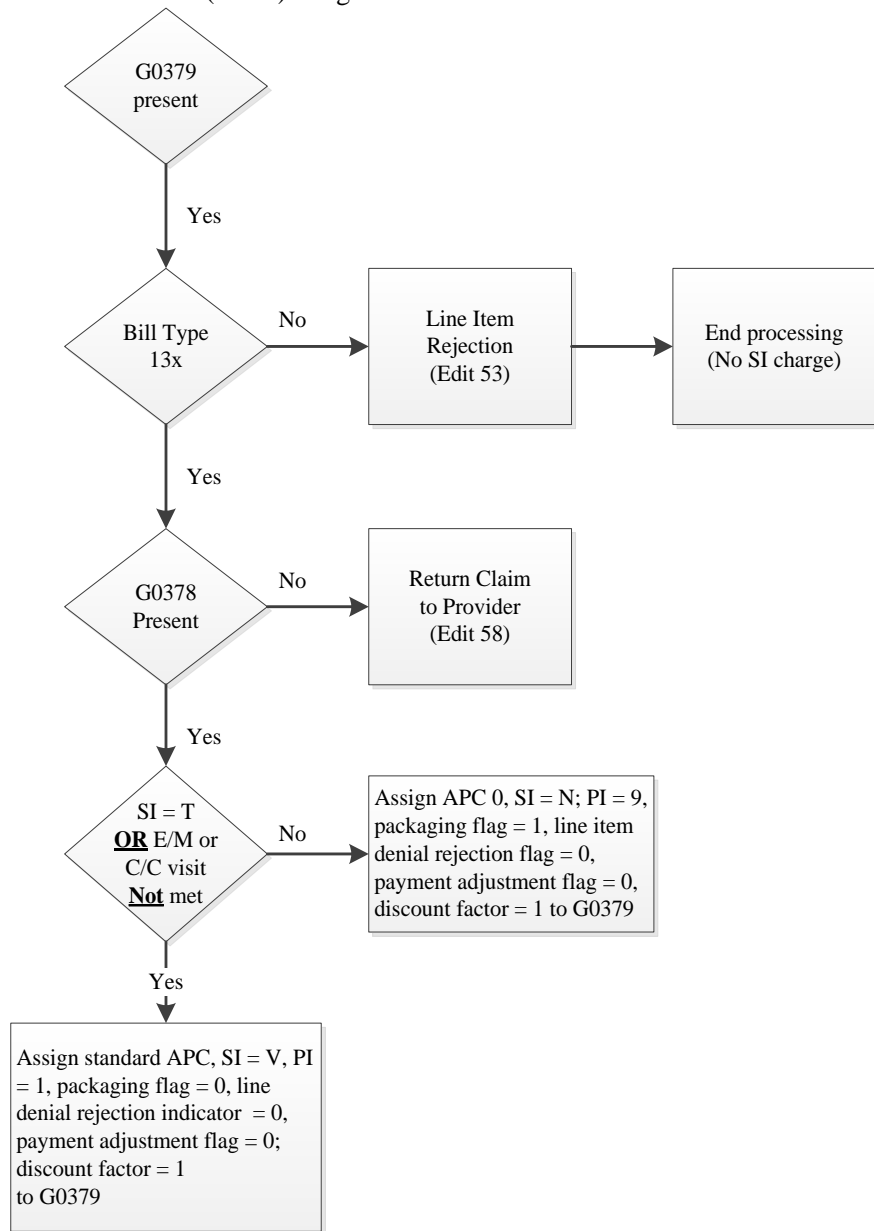 G0379
present
Yes
Bill Type
13x
No
Line Item
Rejection
(Edit 53)
End processing
(No SI charge)
Yes
G0378
Present
No
Return Claim
to Provider
(Edit 58)
Yes
SI = T
OR E/M or
C/C visit
Not met
No
Assign APC 0, SI = N; PI = 9,
packaging flag = 1, line item
denial rejection flag = 0,
payment adjustment flag = 0,
discount factor = 1 to G0379
Yes
Assign standard APC, SI = V, PI
= 1, packaging flag = 0, line
denial rejection indicator = 0,
payment adjustment flag = 0;
discount factor = 1
to G0379